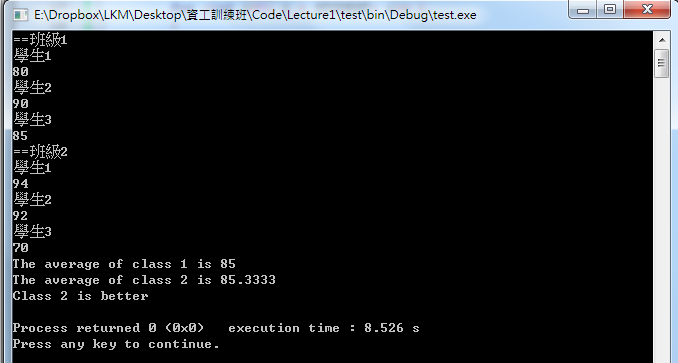 E:\Dropbox\LKM\Desktop\資工訓練班\Code\Lecture1\test\bin\Debug\test.exe
==班級1
學生1
80
學生2
90
學生3
85
==班級2
學生1
94
學生2
92
學生3
70
The average of class 1 is 85
The average of class 2 is 85.3333
Class 2 is better
Process returned 0 (0x0)   execution time : 8.526 s
Press any key to continue.